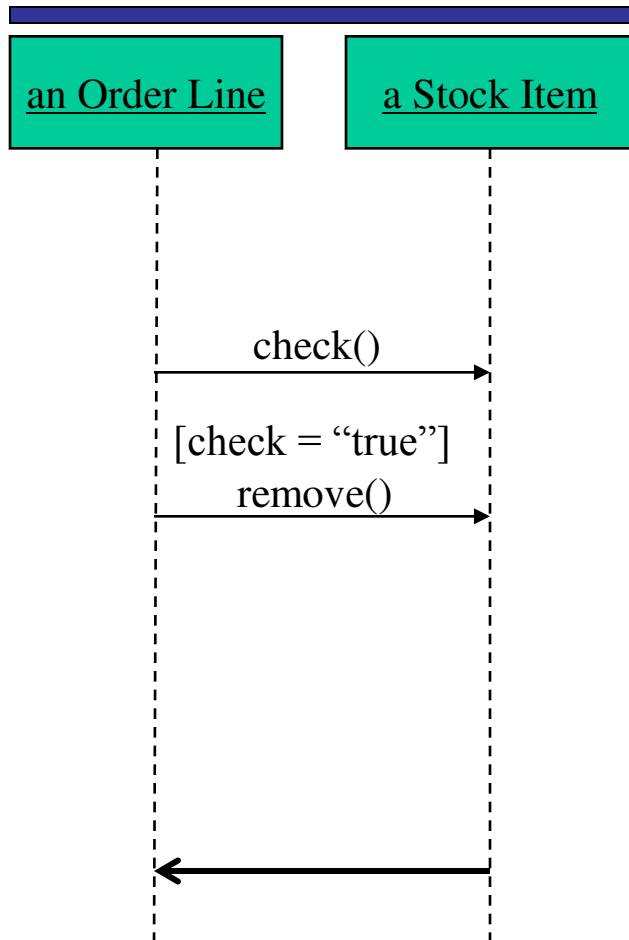 an Order Line
a Stock Item
check()
[check = “true”]
remove()